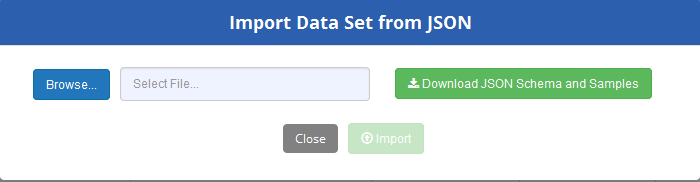 Import Data Set from JSON
Browse... Select File... Download JSON Schema and Samples
Close Import